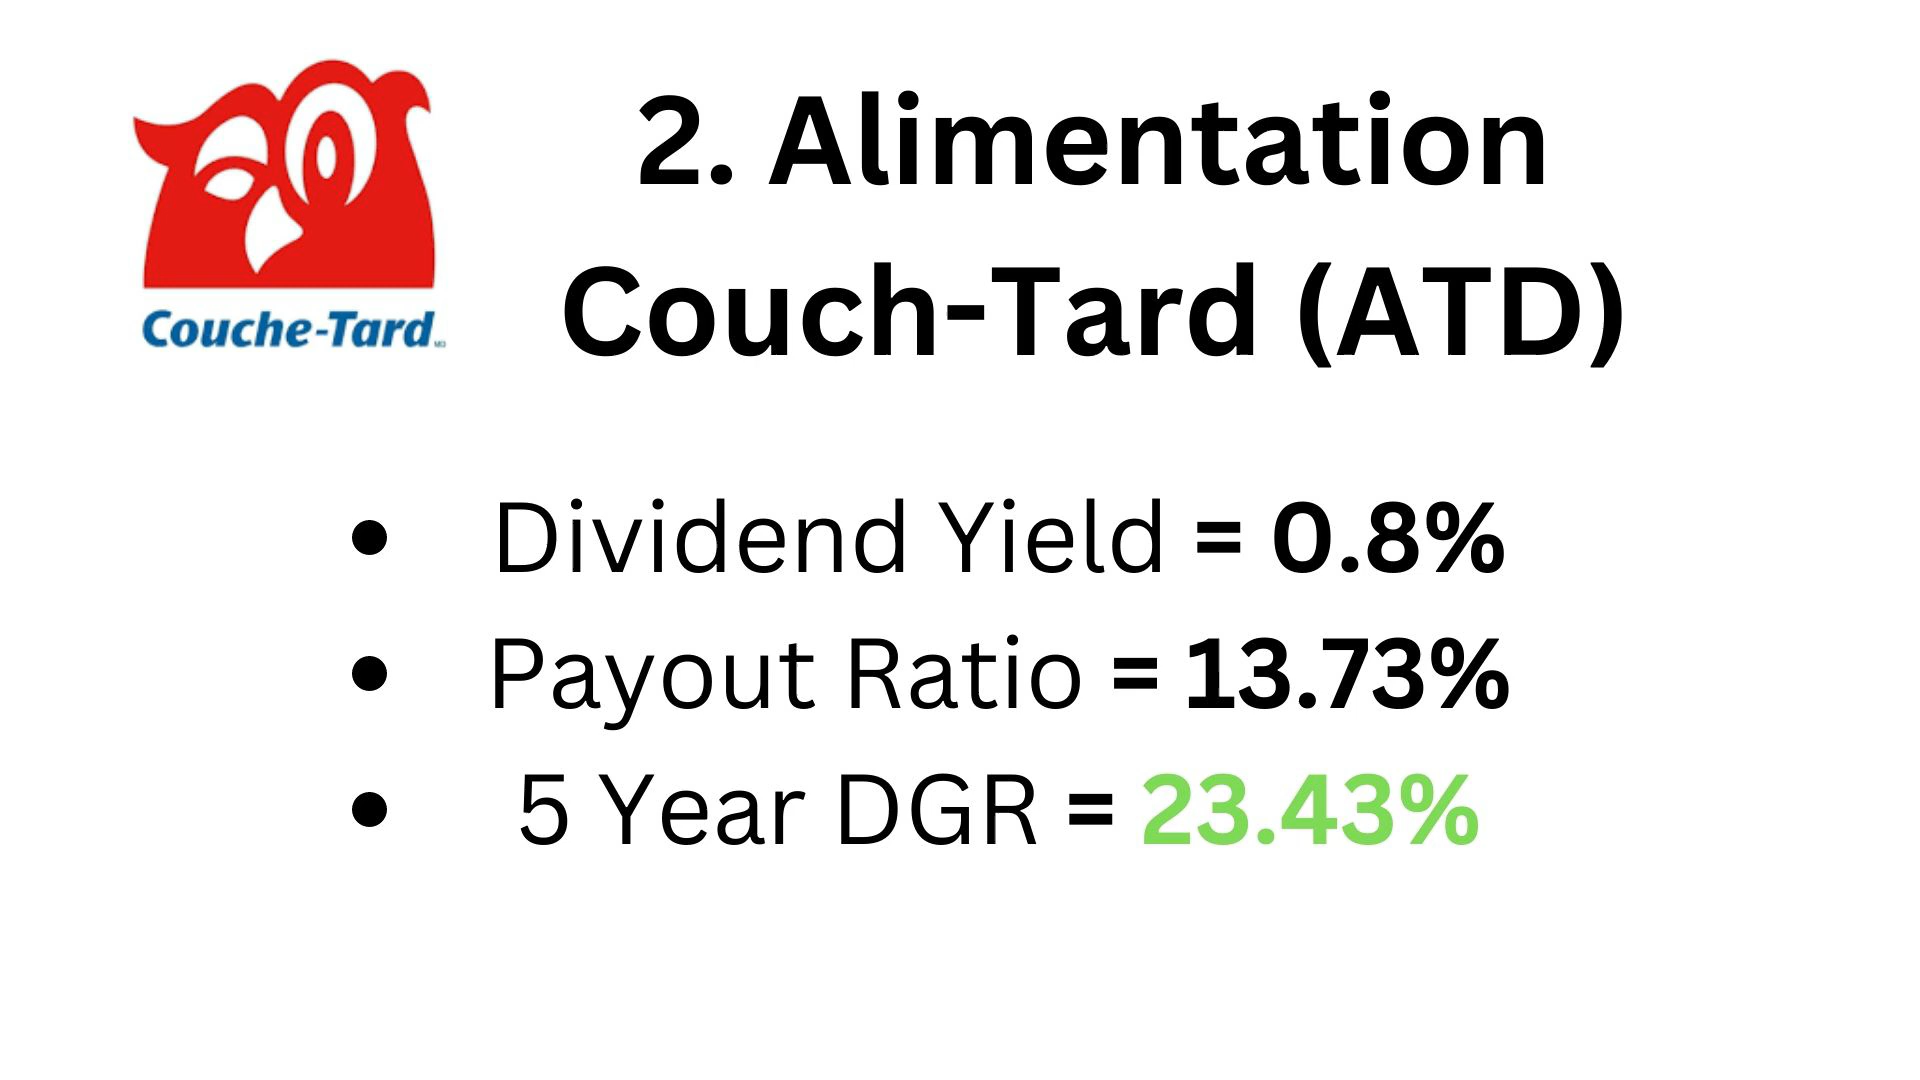 Couche-Tard
2. Alimentation
Couch-Tard (ATD)
• Dividend Yield = 0.8%
• Payout Ratio = 13.73%
• 5 Year DGR = 23.43%